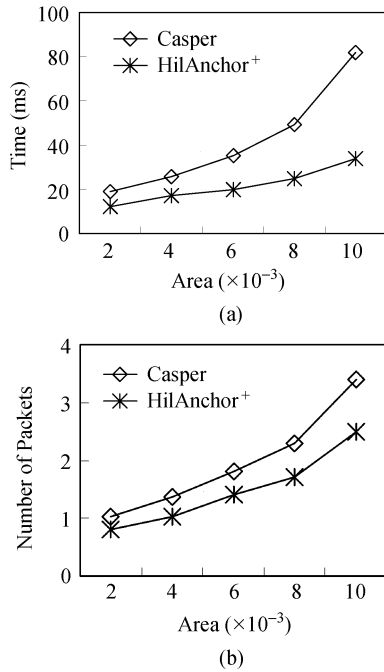 100
80
60
40
20
0
Time (ms)
Casper
HilAnchor⁺
2 4 6 8 10
Area (×10⁻³)
(a)
4
3
2
1
0
Number of Packets
Casper
HilAnchor⁺
2 4 6 8 10
Area (×10⁻³)
(b)